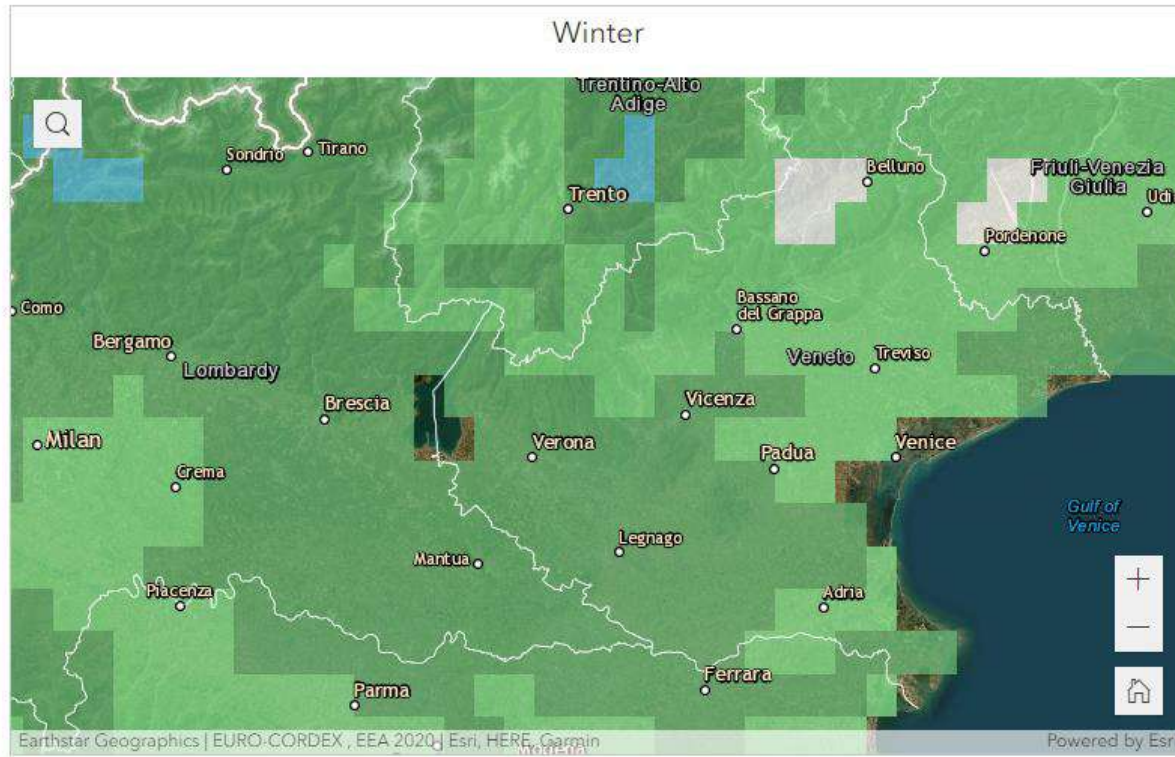 Winter
Trentino-Alto
Adige
Sondrio
Tirano
Belluno
Friuli-Venezia
Giulia
Trento
Udi
Pordenone
Como
Bassano
del Grappa
Bergamo
Lombardy
Veneto
Treviso
Brescia
Vicenza
Milan
Verona
Padua
Venice
Crema
Gulf of
Venice
Legnago
Mantua
Piacenza
Adria
Ferrara
Parma
Modena
Earthstar Geographics | EURO-CORDEX , EEA 2020 | Esri, HERE, Garmin
Powered by Esr